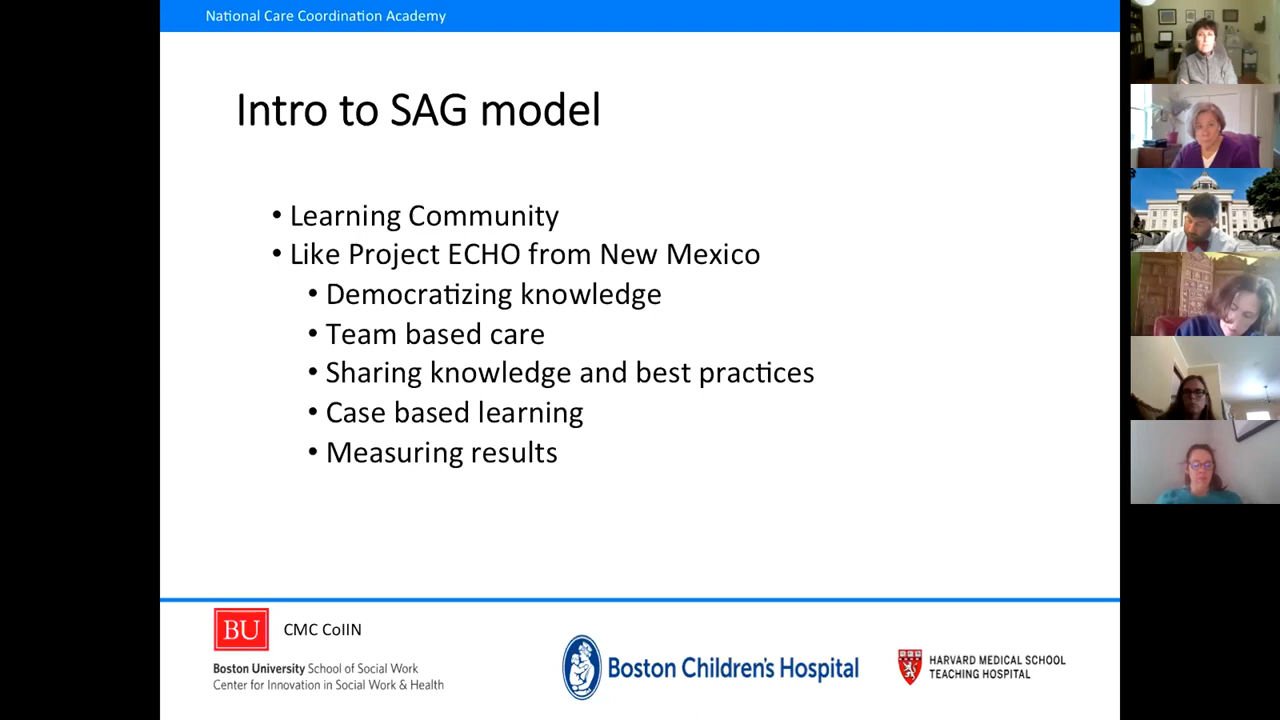 National Care Coordination Academy
Intro to SAG model
• Learning Community
• Like Project ECHO from New Mexico
• Democratizing knowledge
• Team based care
• Sharing knowledge and best practices
• Case based learning
• Measuring results
BU
CMC CoIIN
Boston University School of Social Work
Center for Innovation in Social Work & Health
Boston Children's Hospital
HARVARD MEDICAL SCHOOL
TEACHING HOSPITAL